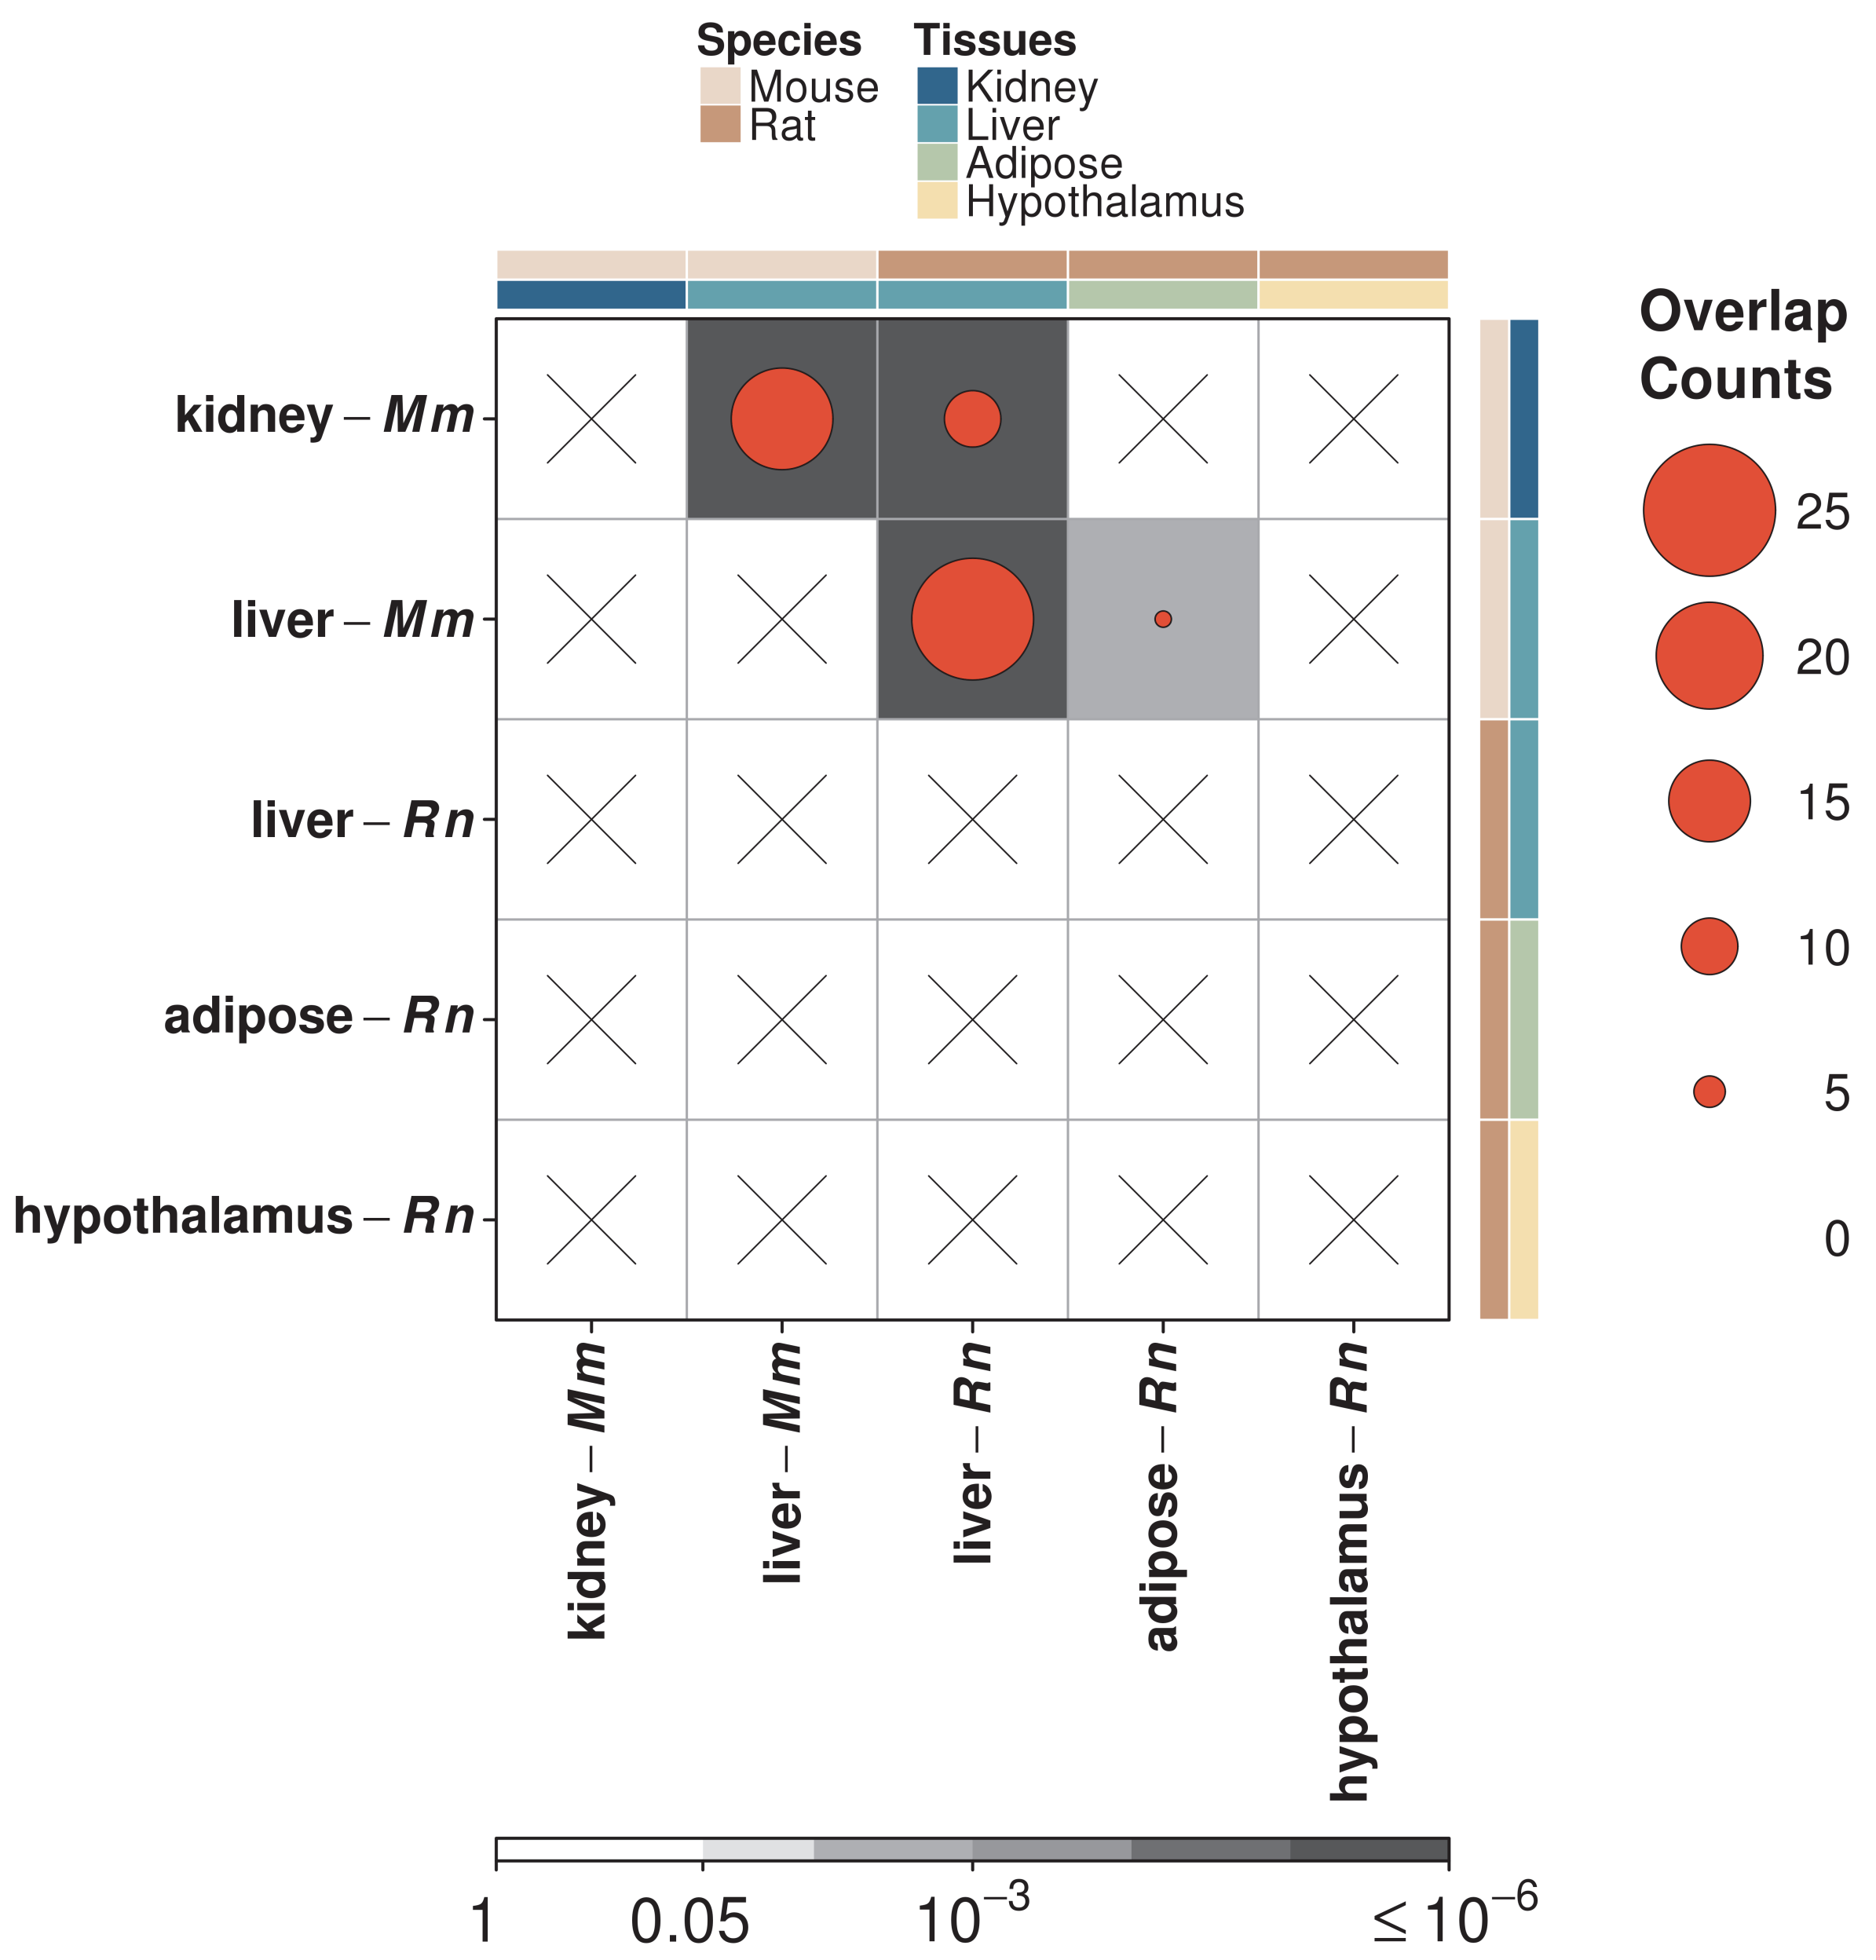 Species
Mouse
Rat
Tissues
Kidney
Liver
Adipose
Hypothalamus
kidney – Mm
liver – Mm
liver – Rn
adipose – Rn
hypothalamus – Rn
kidney – Mm
liver – Mm
liver – Rn
adipose – Rn
hypothalamus – Rn
Overlap
Counts
25
20
15
10
5
0
1 0.05 10⁻³ ≤ 10⁻⁶